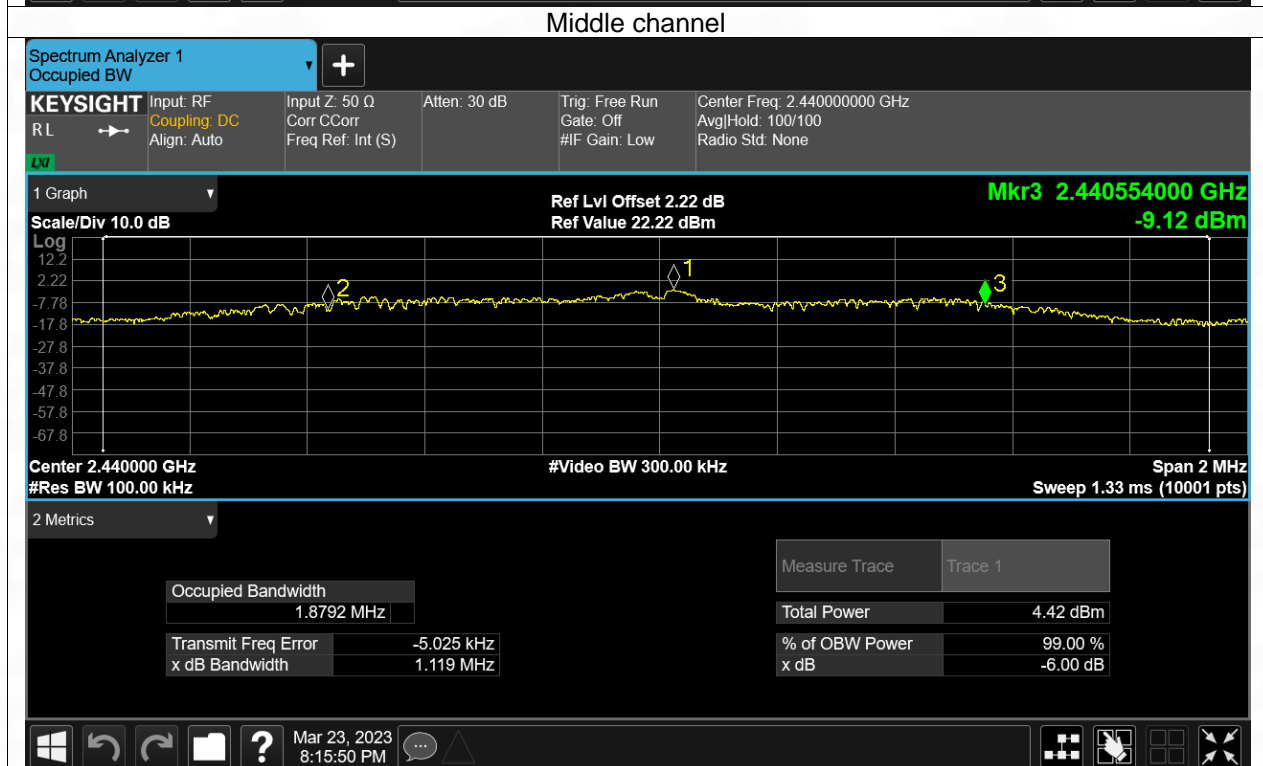 Middle channel
Spectrum Analyzer 1
Occupied BW
KEYSIGHT
RL
LXI
Input: RF
Coupling: DC
Align: Auto
Input Z: 50 Ω
Corr CCorr
Freq Ref: Int (S)
Atten: 30 dB
Trig: Free Run
Gate: Off
#IF Gain: Low
Center Freq: 2.440000000 GHz
Avg|Hold: 100/100
Radio Std: None
1 Graph
Scale/Div 10.0 dB
Ref Lvl Offset 2.22 dB
Ref Value 22.22 dBm
Mkr3 2.440554000 GHz
-9.12 dBm
Log
12.2
2.22
-7.78
-17.8
-27.8
-37.8
-47.8
-57.8
-67.8
2
1
3
Center 2.440000 GHz
#Res BW 100.00 kHz
#Video BW 300.00 kHz
Span 2 MHz
Sweep 1.33 ms (10001 pts)
2 Metrics
Occupied Bandwidth
1.8792 MHz
Transmit Freq Error -5.025 kHz
x dB Bandwidth 1.119 MHz
Measure Trace Trace 1
Total Power 4.42 dBm
% of OBW Power 99.00 %
x dB -6.00 dB
Mar 23, 2023
8:15:50 PM